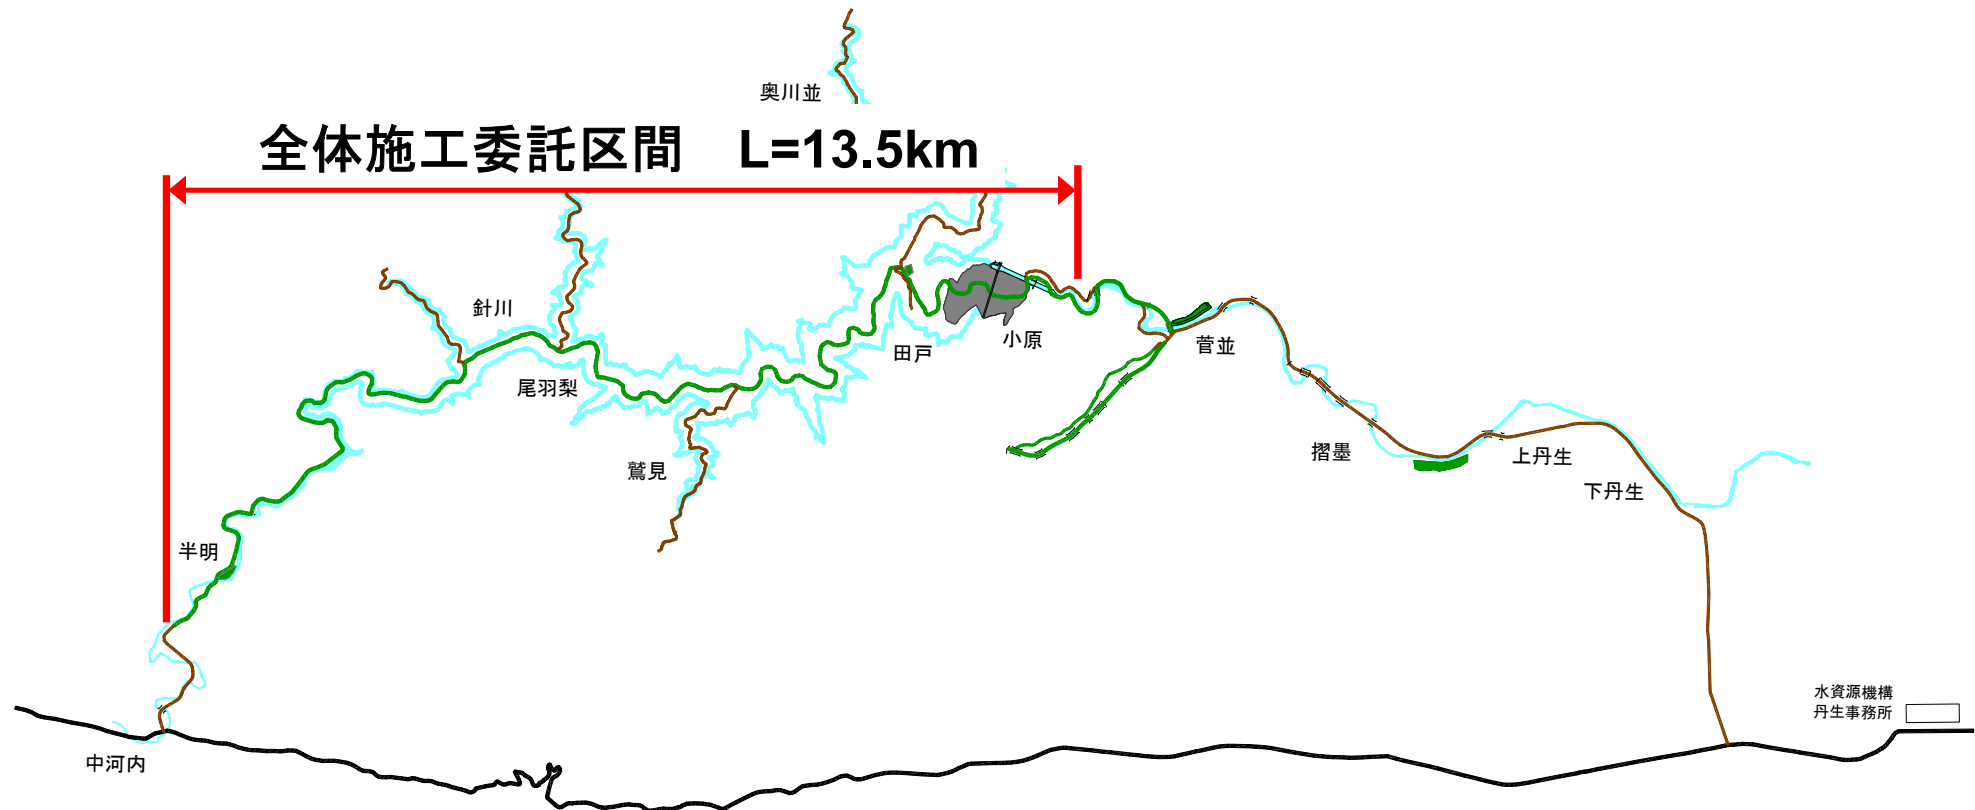 奥川並
全体施工委託区間 L=13.5km
針川
尾羽梨
鷲見
田戸
小原
菅並
摺墨
上丹生
下丹生
半明
中河内
水資源機構
丹生事務所